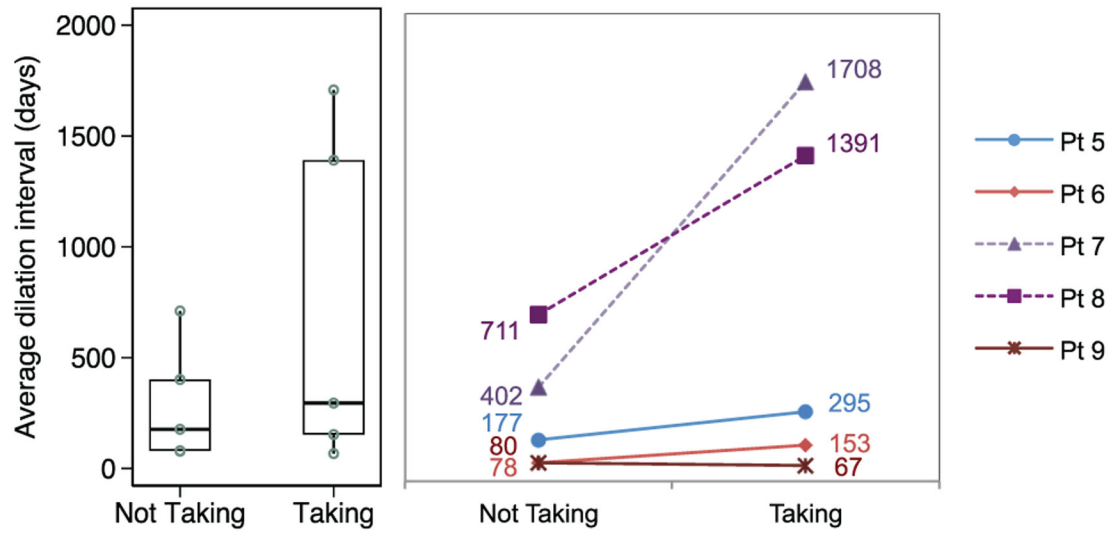 Average dilation interval (days)
2000
1500
1000
500
0
Not Taking
Taking
1708
1391
711
402
177
80
78
295
153
67
Not Taking
Taking
Pt 5
Pt 6
Pt 7
Pt 8
Pt 9